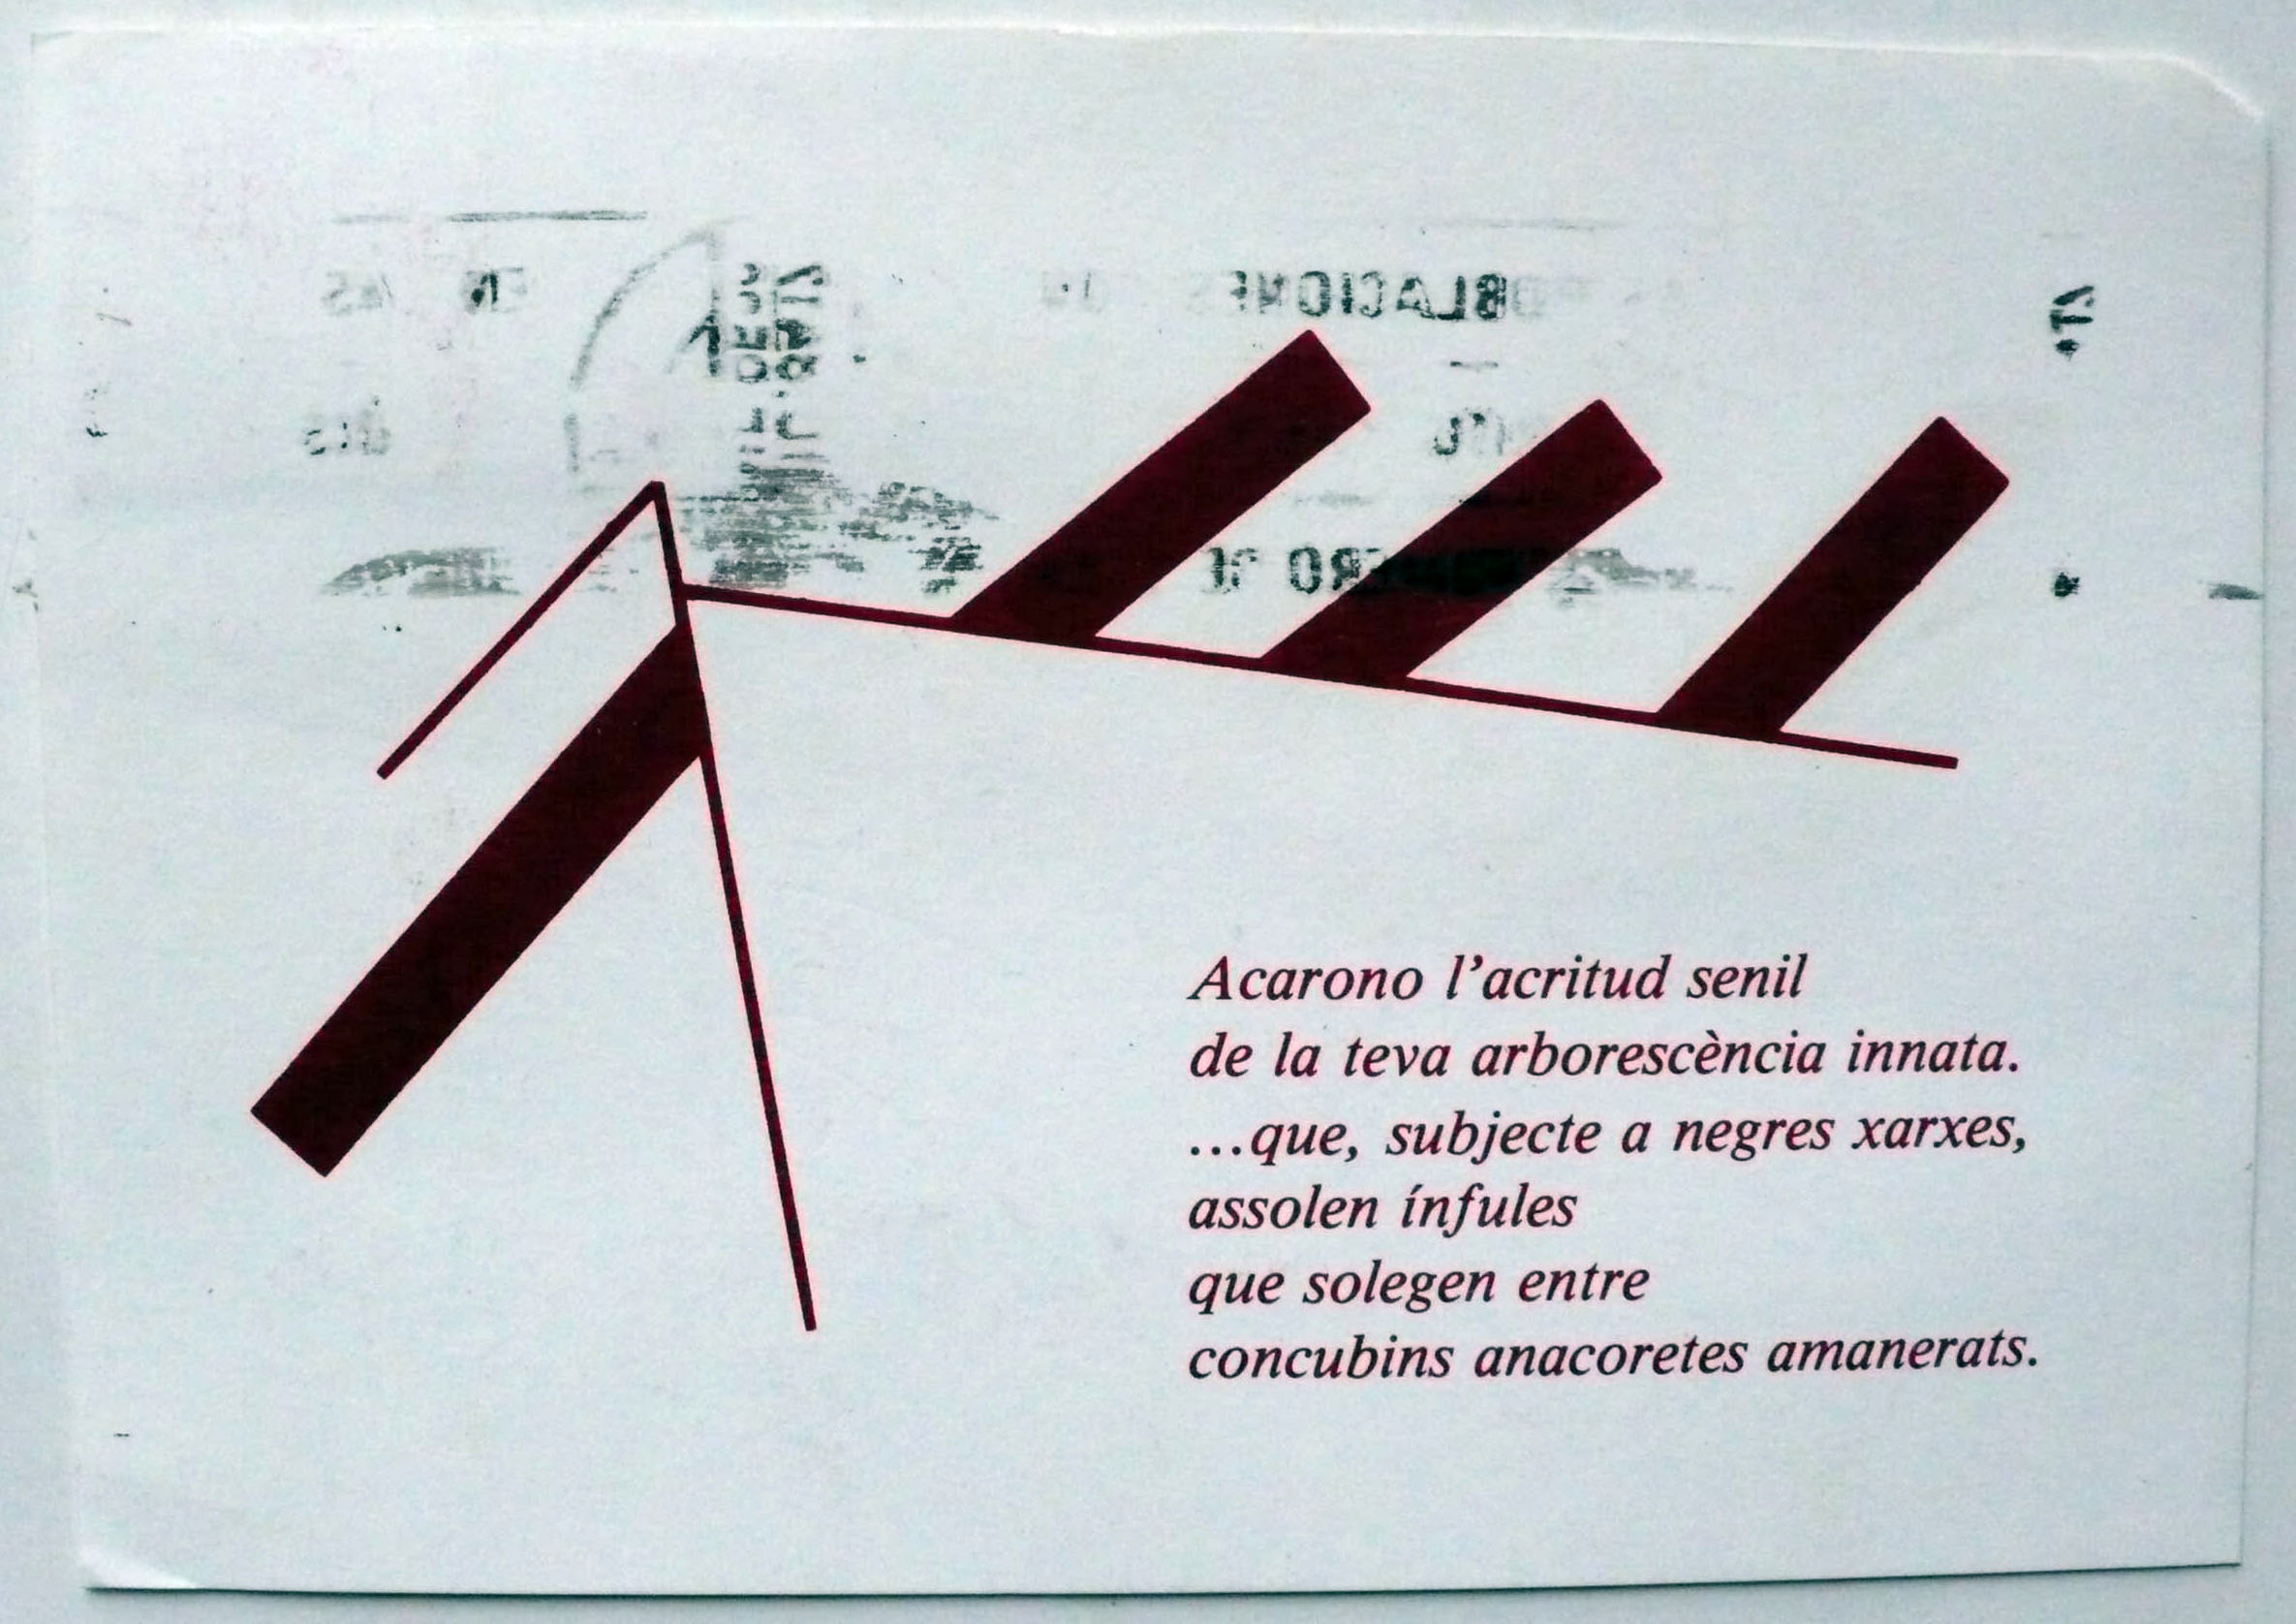 POBLACIONES
Acarono l’acritud senil
de la teva arborescència innata.
...que, subjecte a negres xarxes,
assolen ínfules
que solegen entre
concubins anacoretes amanerats.